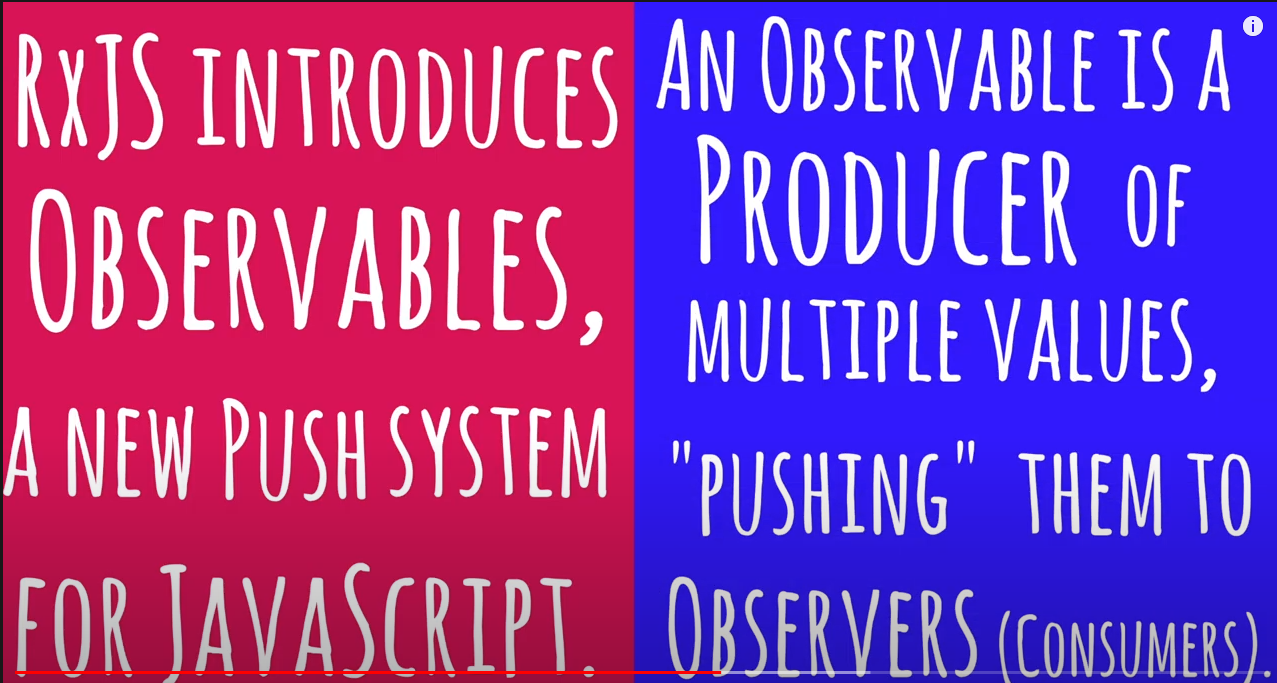 RxJS introduces
Observables,
a new Push system
for JavaScript.
An Observable is a
Producer of
multiple values,
"pushing" them to
Observers (Consumers).